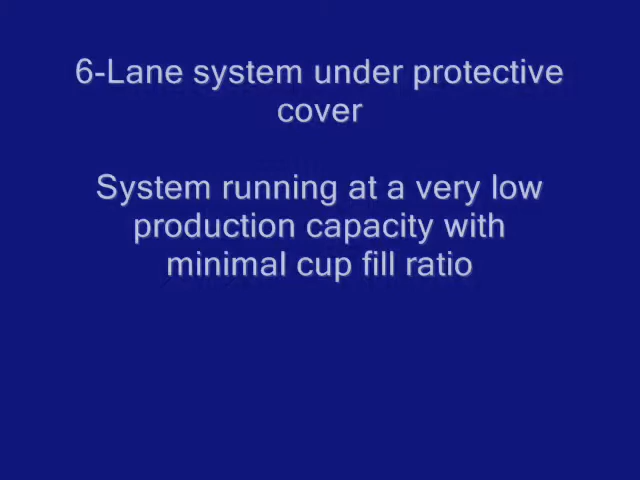 6-Lane system under protective
cover
System running at a very low
production capacity with
minimal cup fill ratio